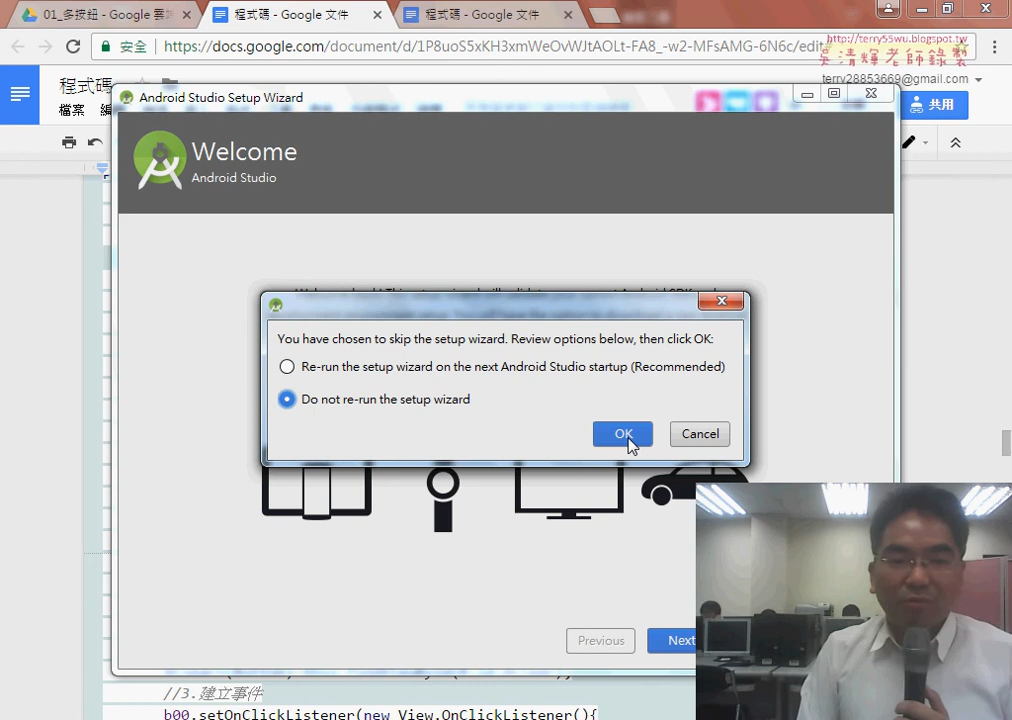 01_多按鈕 - Google 雲端
程式碼 - Google 文件
程式碼 - Google 文件
安全
https://docs.google.com/document/d/1P8uoS5xKH3xmWeOvWJtAOLt-FA8_-w2-MFsAMG-6N6c/edit#
http://terry55wu.blogspot.tw
吳清輝老師錄製
terry28853669@gmail.com
程式碼
檔案
共用
Android Studio Setup Wizard
Welcome
Android Studio
You have chosen to skip the setup wizard. Review options below, then click OK:
Re-run the setup wizard on the next Android Studio startup (Recommended)
Do not re-run the setup wizard
OK
Cancel
Previous
Next
//3.建立事件
b00.setOnClickListener(new View.OnClickListener(){